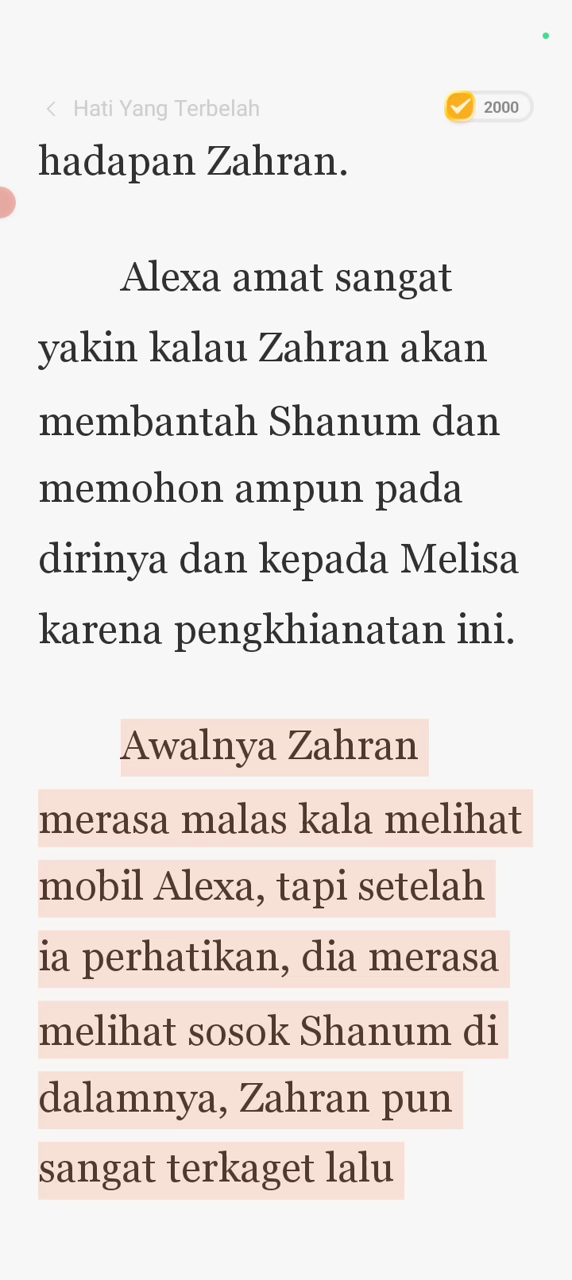 Hati Yang Terbelah
2000
hadapan Zahran.
Alexa amat sangat
yakin kalau Zahran akan
membantah Shanum dan
memohon ampun pada
dirinya dan kepada Melisa
karena pengkhianatan ini.
Awalnya Zahran
merasa malas kala melihat
mobil Alexa, tapi setelah
ia perhatikan, dia merasa
melihat sosok Shanum di
dalamnya, Zahran pun
sangat terkaget lalu